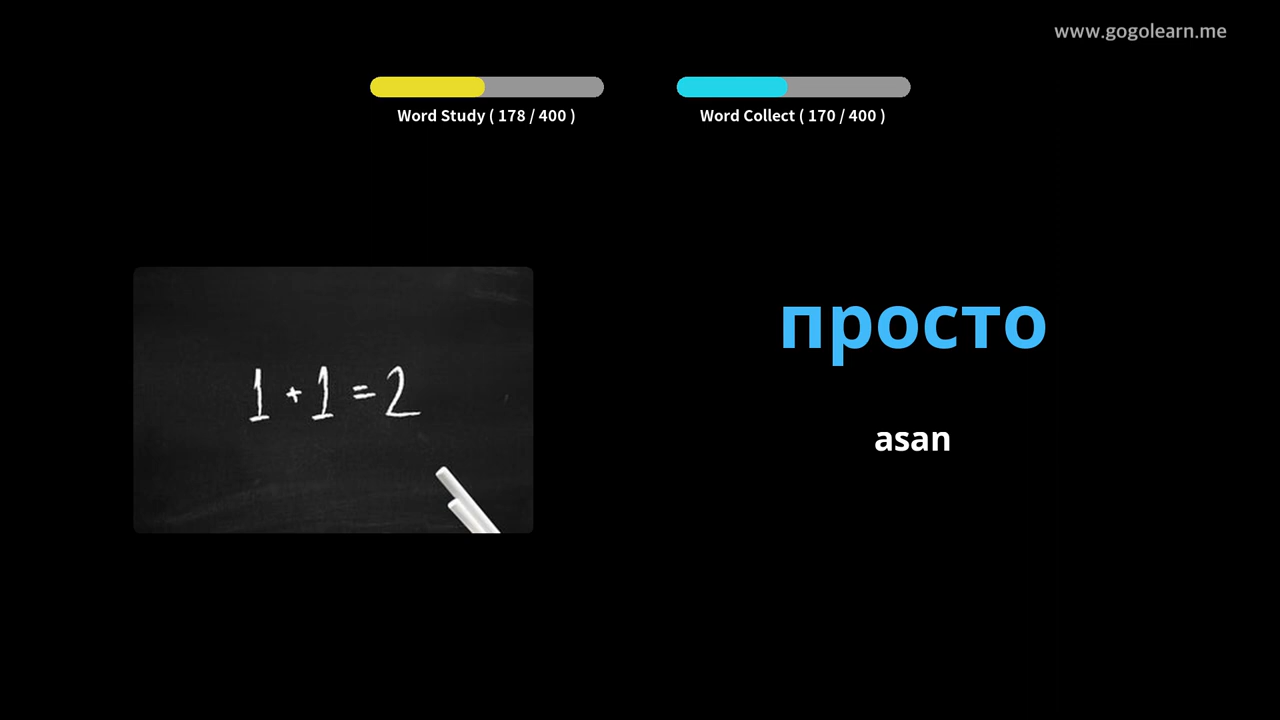 www.gogolearn.me
Word Study ( 178 / 400 )
Word Collect ( 170 / 400 )
1 + 1 = 2
просто
asan